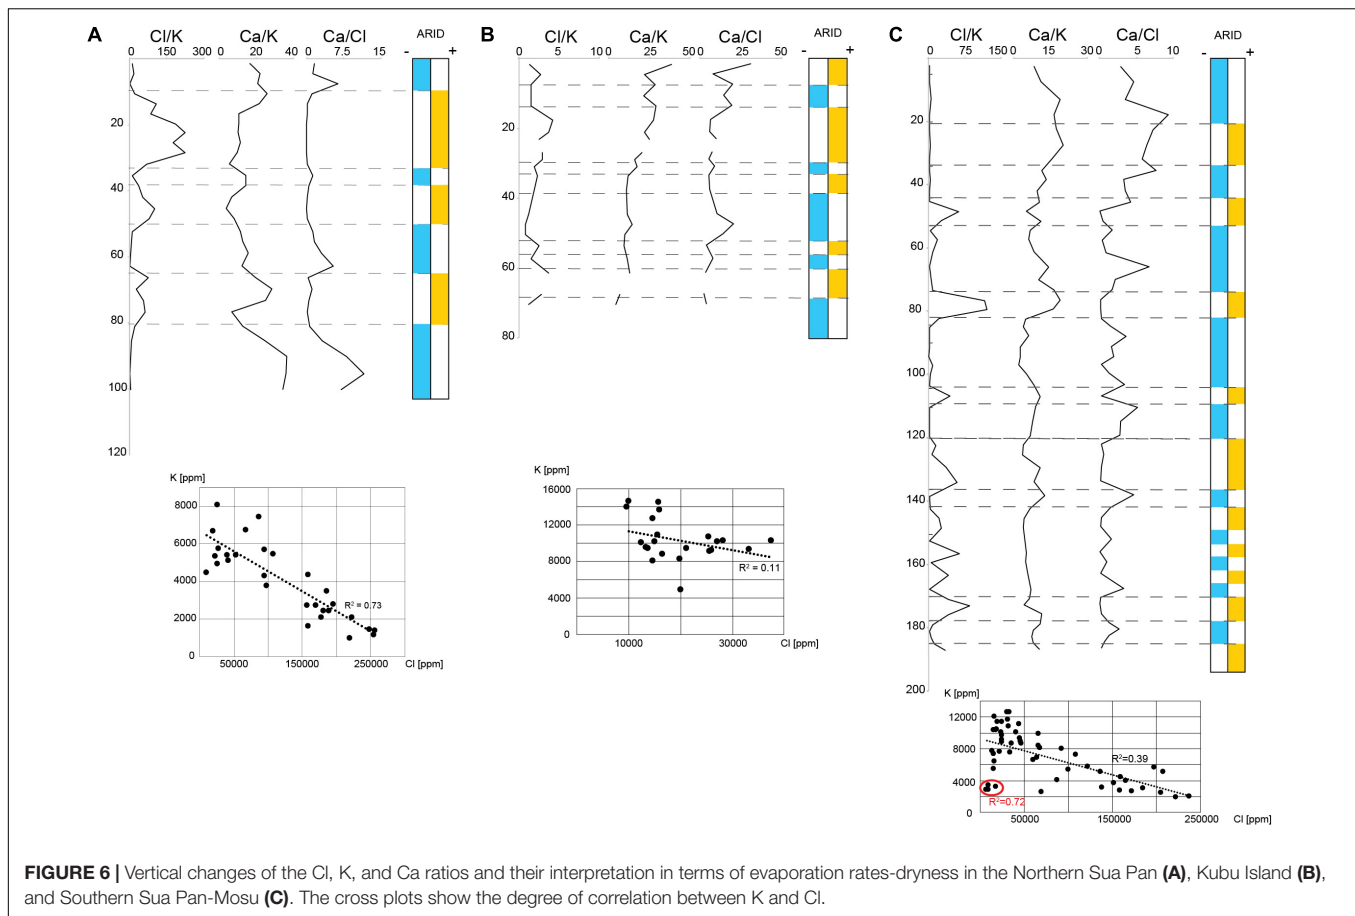 A
Cl/K Ca/K Ca/Cl ARID
0 150 300 0 20 40 0 7.5 15 - +
20
40
60
80
100
120
K [ppm]
8000
6000
4000
2000
0
R² = 0.73
50000 150000 250000 Cl [ppm]
B
Cl/K Ca/K Ca/Cl ARID
0 5 10 0 25 50 0 25 50 - +
20
40
60
80
K [ppm]
16000
12000
8000
4000
0
R² = 0.11
10000 30000 Cl [ppm]
C
Cl/K Ca/K Ca/Cl ARID
0 75 150 0 15 30 0 5 10 - +
20
40
60
80
100
120
140
160
180
200
K [ppm]
12000
8000
4000
0
R²=0.39
R²=0.72
50000 150000 250000
Cl [ppm]
FIGURE 6 | Vertical changes of the Cl, K, and Ca ratios and their interpretation in terms of evaporation rates-dryness in the Northern Sua Pan (A), Kubu Island (B),
and Southern Sua Pan-Mosu (C). The cross plots show the degree of correlation between K and Cl.